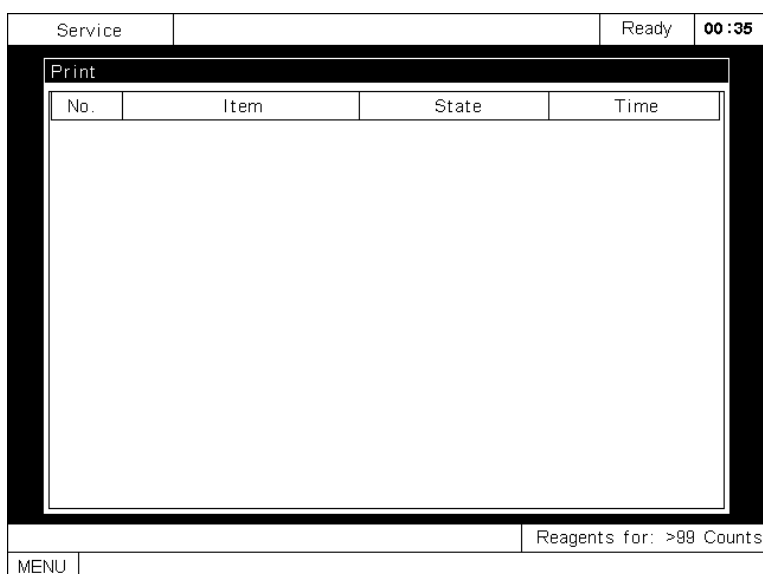 Service Ready 00:35
Print
No. Item State Time
Reagents for: >99 Counts
MENU